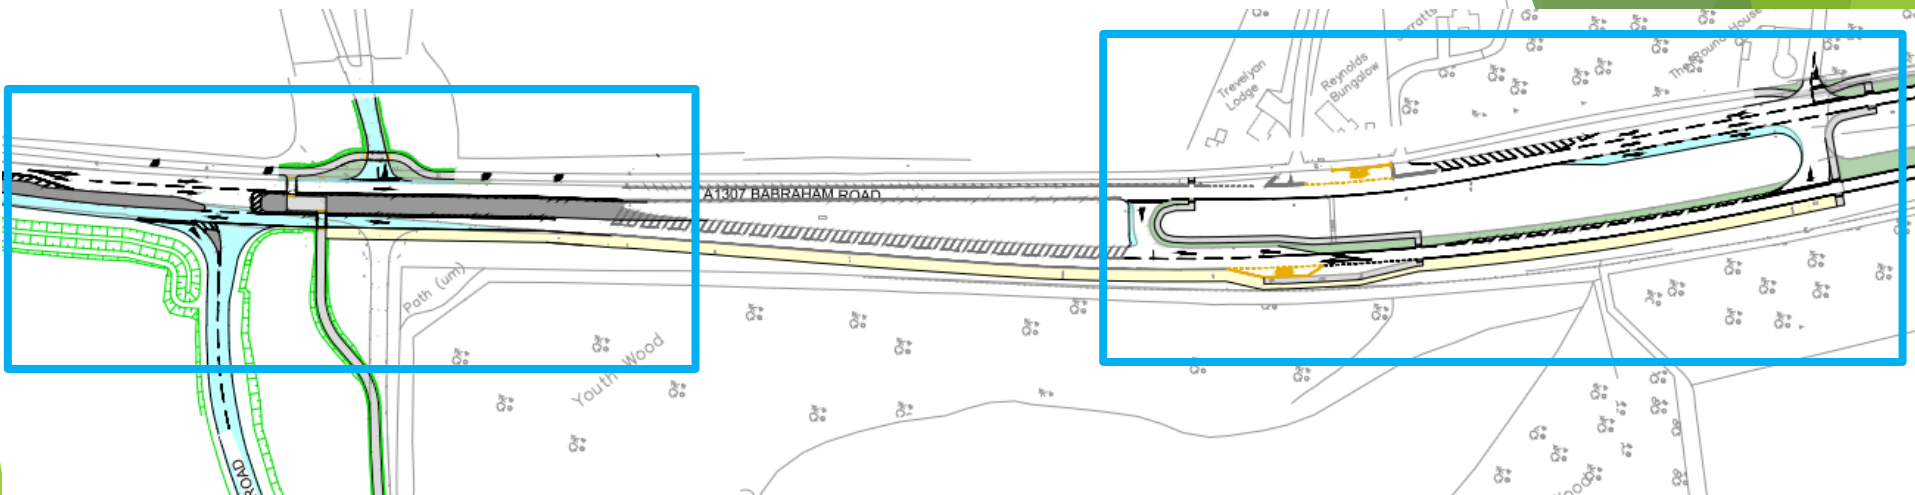 Trevelyan
Lodge
Reynolds
Bungalow
The Round House
A1307 BABRAHAM ROAD
Path (um)
Youth Wood
ROAD